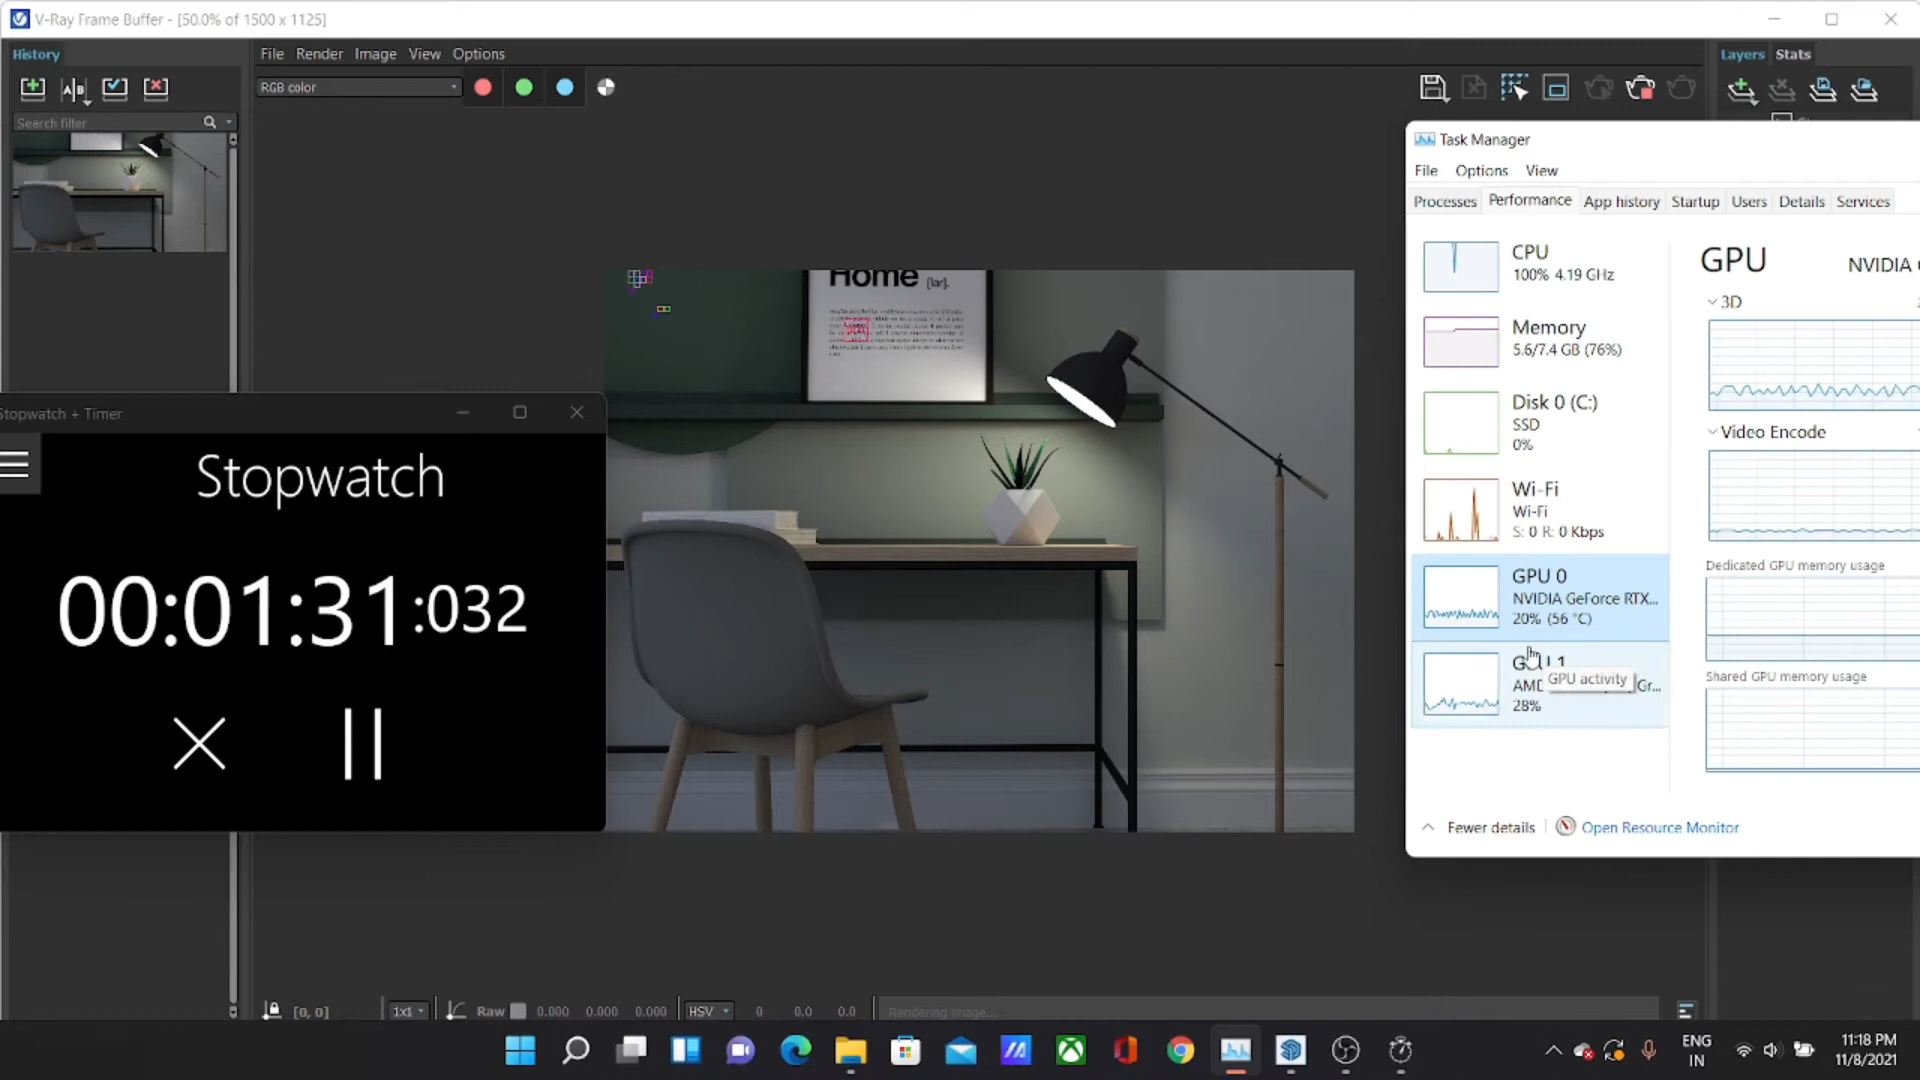 V-Ray Frame Buffer - [50.0% of 1500 x 1125]
History
File Render Image View Options
Layers Stats
RGB color
Search filter
Home [lar].
Task Manager
File Options View
Processes Performance App history Startup Users Details Services
CPU
100% 4.19 GHz
Memory
5.6/7.4 GB (76%)
Disk 0 (C:)
SSD
0%
Wi-Fi
Wi-Fi
S: 0 R: 0 Kbps
GPU 0
NVIDIA GeForce RTX...
20% (56 °C)
GPU activity
28%
GPU NVIDIA
3D
Video Encode
Dedicated GPU memory usage
Shared GPU memory usage
Fewer details
Open Resource Monitor
Stopwatch + Timer
Stopwatch
00:01:31:032
[0, 0]
1x1
Raw 0.000 0.000 0.000
HSV 0 0.0 0.0
Rendering image...
ENG
IN
11:18 PM
11/8/2021